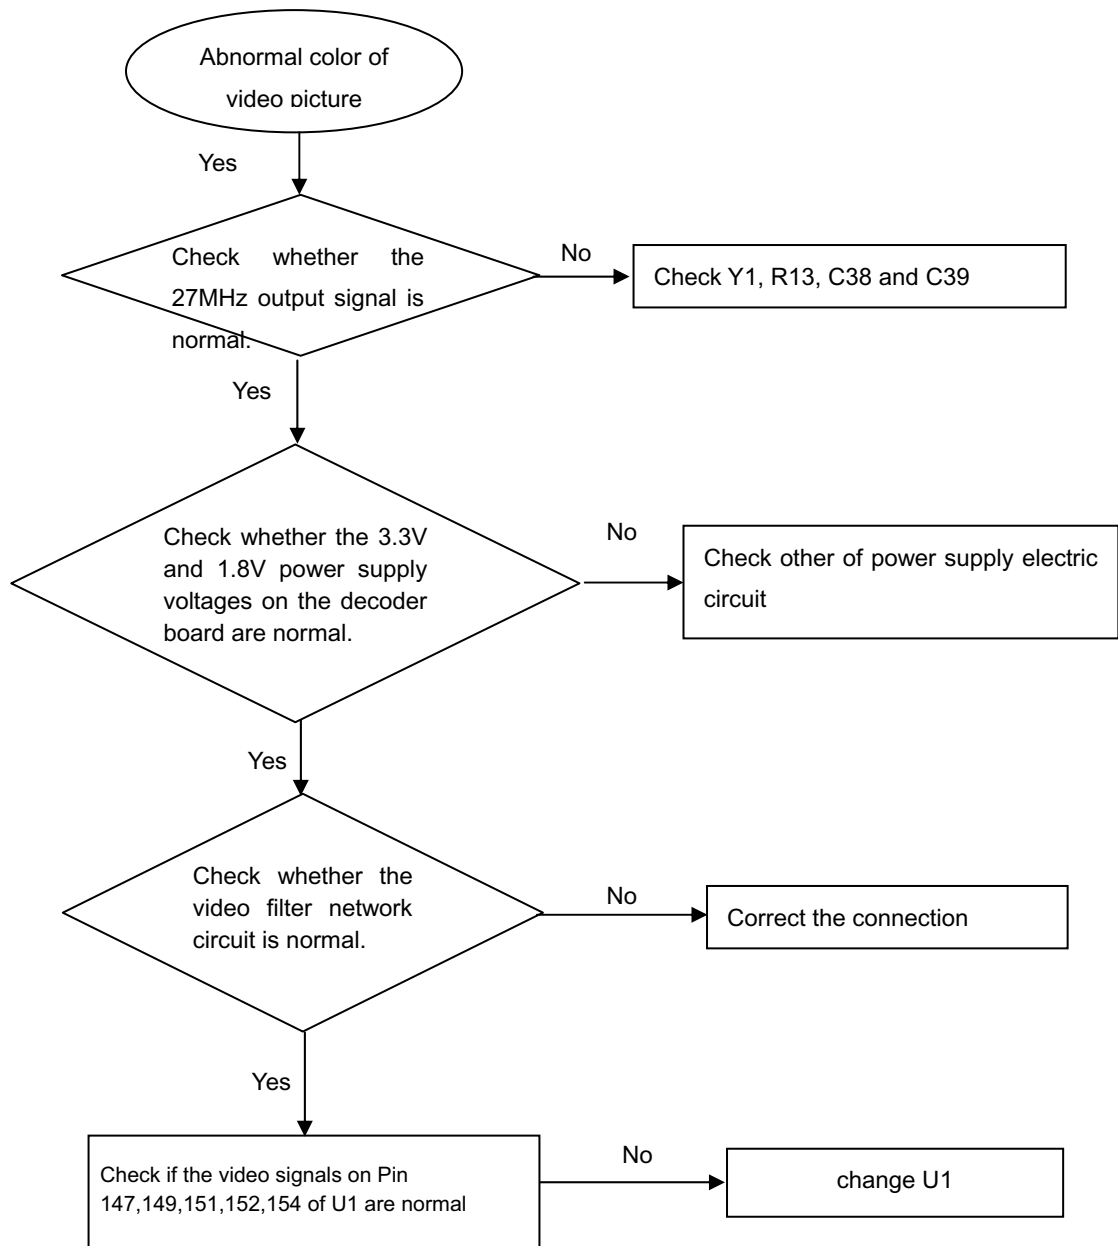 Abnormal color of
video picture
Yes
Check whether the
27MHz output signal is
normal.
No
Check Y1, R13, C38 and C39
Yes
Check whether the 3.3V
and 1.8V power supply
voltages on the decoder
board are normal.
No
Check other of power supply electric
circuit
Yes
Check whether the
video filter network
circuit is normal.
No
Correct the connection
Yes
Check if the video signals on Pin
147,149,151,152,154 of U1 are normal
No
change U1